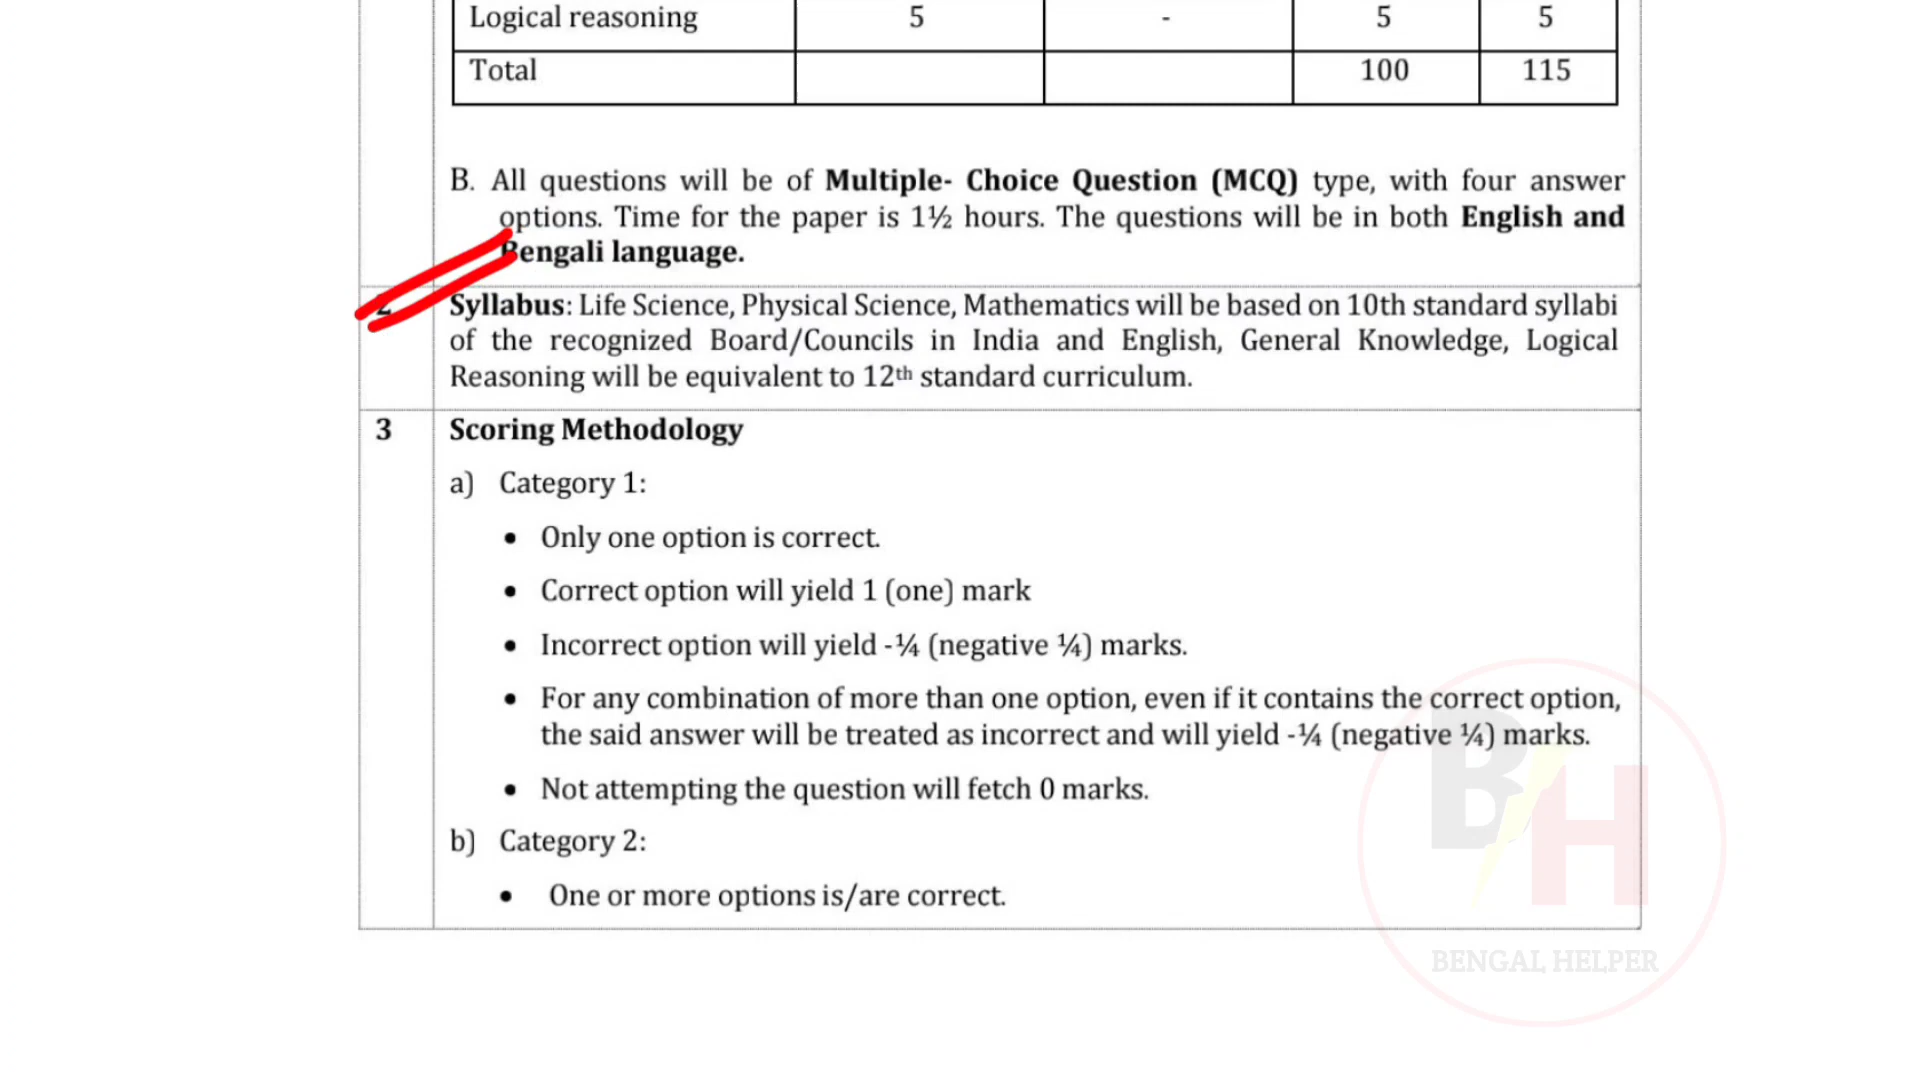 Logical reasoning 5 - 5 5
Total 100 115
B. All questions will be of Multiple- Choice Question (MCQ) type, with four answer
options. Time for the paper is 1½ hours. The questions will be in both English and
Bengali language.
2 Syllabus: Life Science, Physical Science, Mathematics will be based on 10th standard syllabi
of the recognized Board/Councils in India and English, General Knowledge, Logical
Reasoning will be equivalent to 12th standard curriculum.
3 Scoring Methodology
a) Category 1:
• Only one option is correct.
• Correct option will yield 1 (one) mark
• Incorrect option will yield -¼ (negative ¼) marks.
• For any combination of more than one option, even if it contains the correct option,
the said answer will be treated as incorrect and will yield -¼ (negative ¼) marks.
• Not attempting the question will fetch 0 marks.
b) Category 2:
• One or more options is/are correct.
BH
BENGAL HELPER